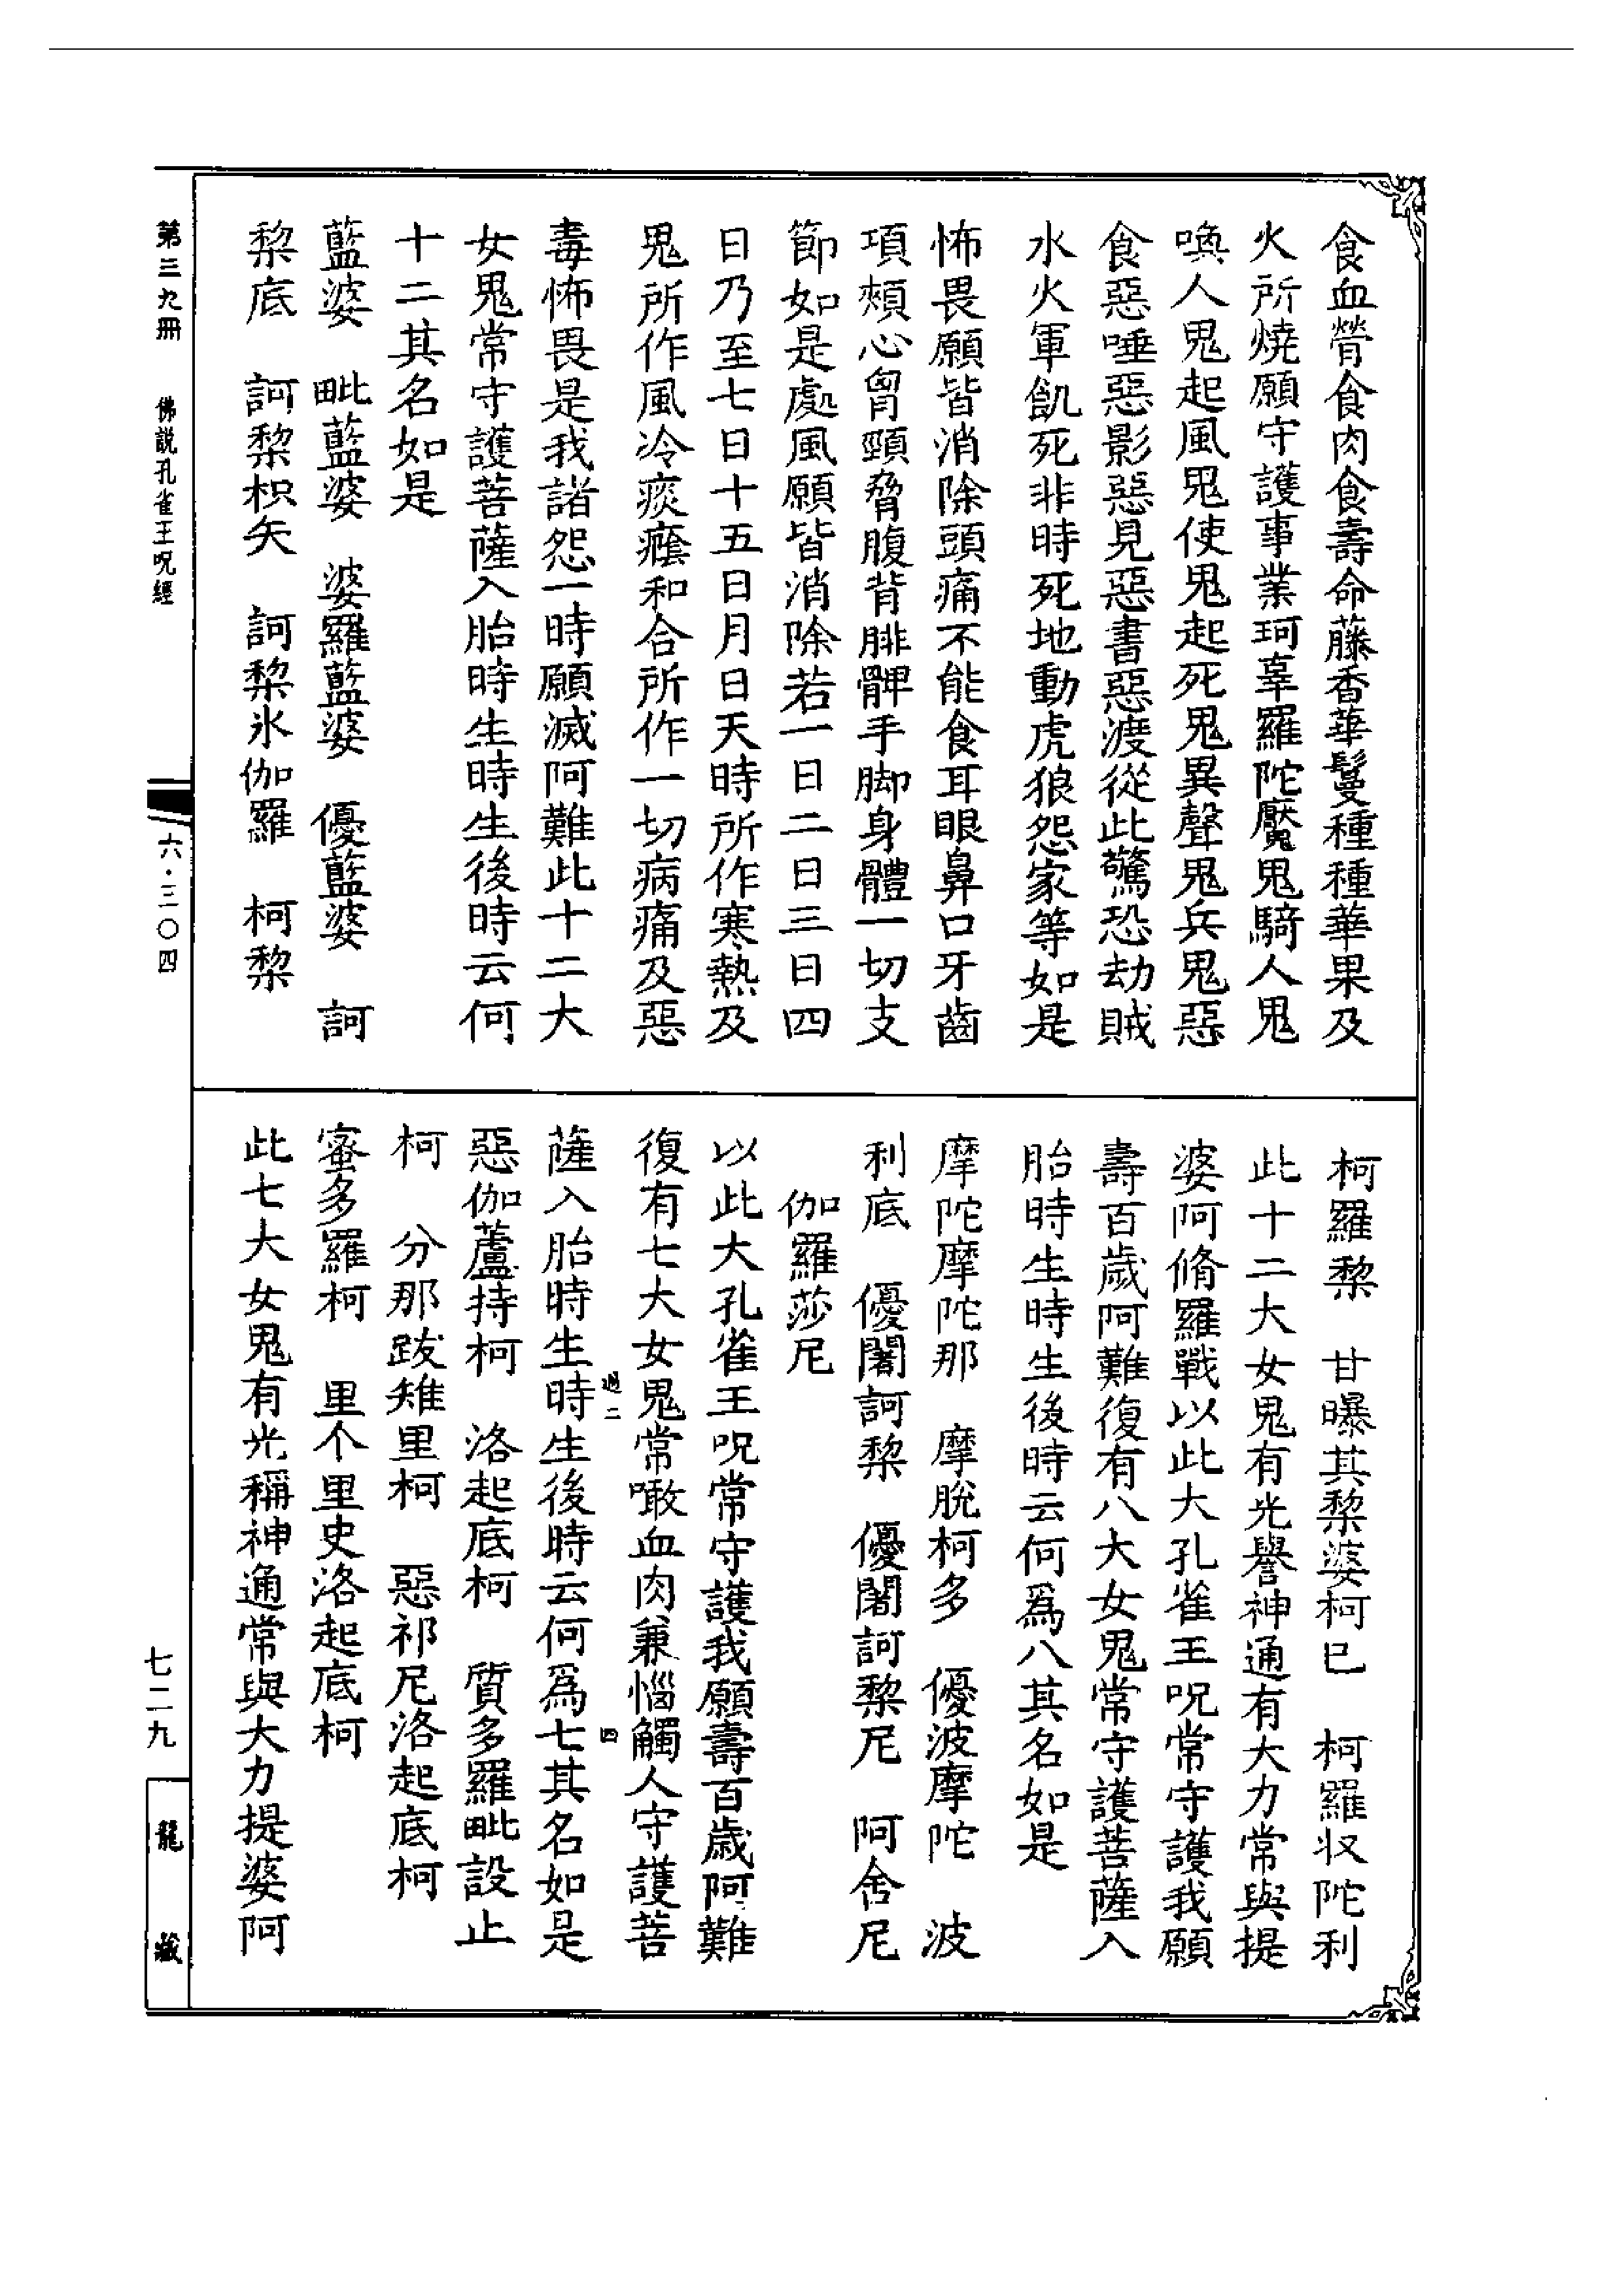 食血膋食肉食壽命藤香華鬘種種華果及
火所燒願守護事業珂辜羅陀魘鬼騎人鬼
喚人鬼起風鬼使鬼起死鬼異聲鬼兵鬼惡
食惡唾惡影惡見惡書惡渡從此驚恐劫賊
水火軍飢死非時死地動虎狼怨家等如是
怖畏願皆消除頭痛不能食耳眼鼻口牙齒
項頰心胷頸脅腹背腓髀手脚身體一切支
節如是處風願皆消除若一日二日三日四
日乃至七日十五日月日天時所作寒熱及
鬼所作風冷痰癊和合所作一切病痛及惡
毒怖畏是我諸怨一時願滅阿難此十二大
女鬼常守護菩薩入胎時生時生後時云何
十二其名如是
藍婆　毗藍婆　婆羅藍婆　優藍婆　訶
棃底　訶棃枳矢　訶棃氷伽羅　柯棃
柯羅棃　甘曝其棃婆柯巳　柯羅㸦陀利
此十二大女鬼有光譽神通有大力常與提
婆阿脩羅戰以此大孔雀王呪常守護我願
壽百歲阿難復有八大女鬼常守護菩薩入
胎時生時生後時云何爲八其名如是
摩陀摩陀那　摩脫柯多　優波摩陀　波
利底　優闍訶棃　優闍訶棃尼　阿舍尼
伽羅莎尼
以此大孔雀王呪常守護我願壽百歲阿難
復有七大女鬼常噉血肉兼惱觸人守護菩
過二　四
薩入胎時生時生後時云何爲七其名如是
惡伽蘆持柯　洛起底柯　質多羅毗設止
柯　分那跋雉里柯　惡祁尼洛起底柯
蜜多羅柯　里个里史洛起底柯
此七大女鬼有光稱神通常與大力提婆阿
第三九冊　佛説孔雀王呪經　六·三〇四　七二九　龍藏